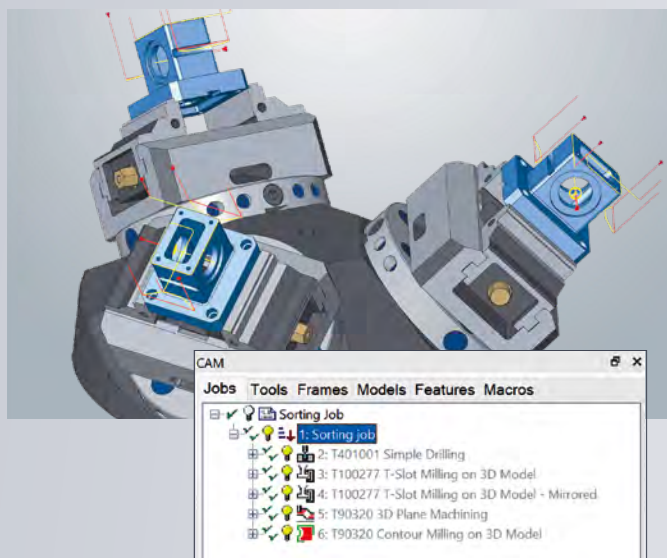 CAM
Jobs Tools Frames Models Features Macros
Sorting Job
1: Sorting job
2: T401001 Simple Drilling
3: T100277 T-Slot Milling on 3D Model
4: T100277 T-Slot Milling on 3D Model - Mirrored
5: T90320 3D Plane Machining
6: T90320 Contour Milling on 3D Model